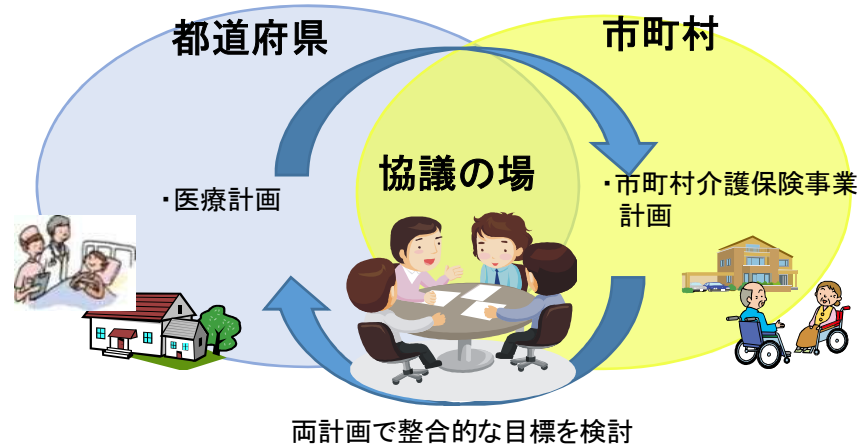 都道府県
市町村
協議の場
・医療計画
・市町村介護保険事業
計画
両計画で整合的な目標を検討